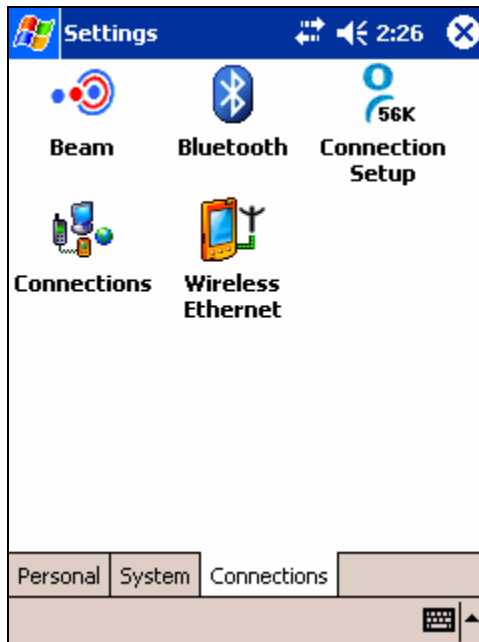 Settings 2:26
Beam
Bluetooth
56K
Connection
Setup
Connections
Wireless
Ethernet
Personal System Connections